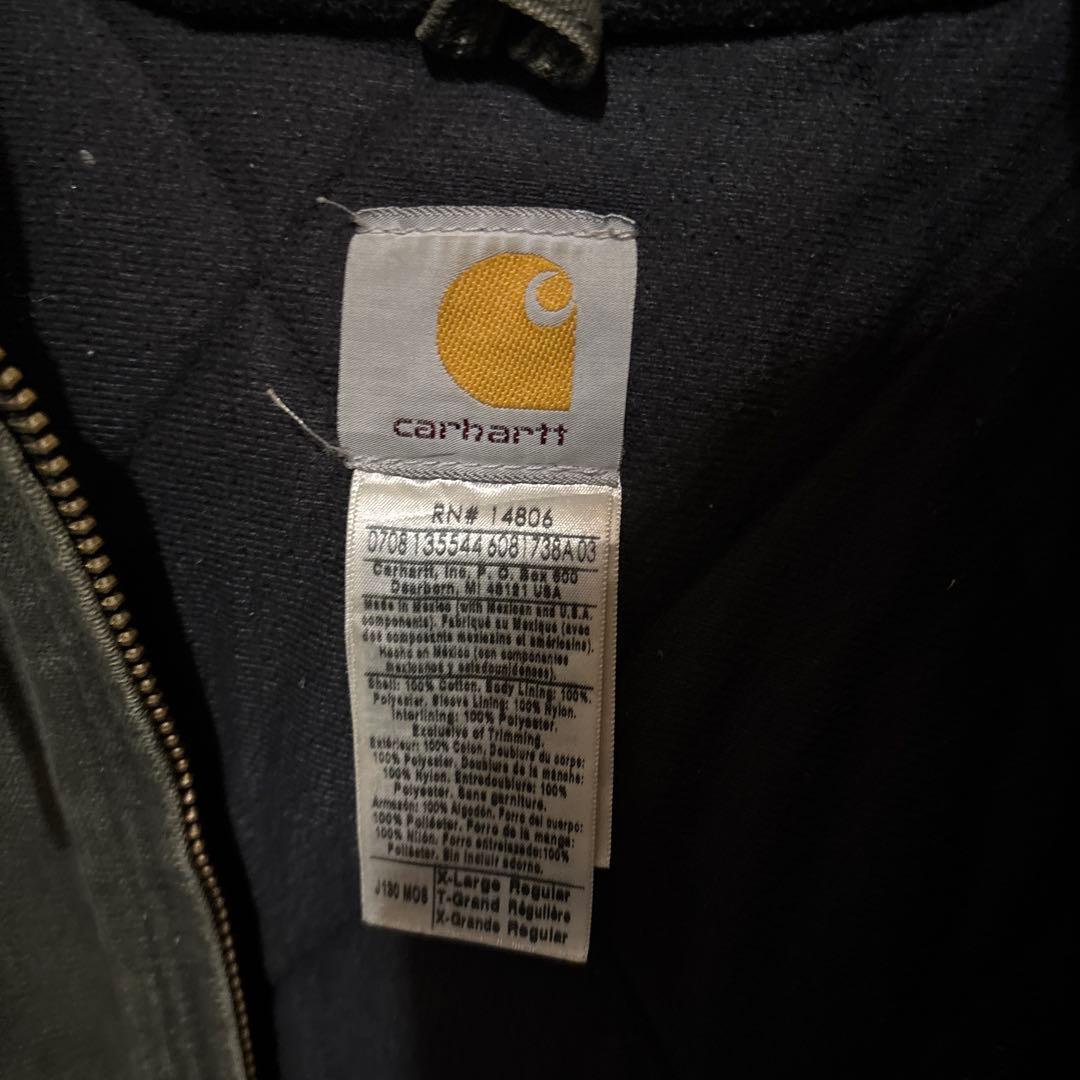 carhartt
RN# 14806
0708 135544 6081738A 03
Carhartt, Inc, P. O. Box 600
Dearborn, MI 48121 USA
Made in Mexico (with Mexican and U.S.A.
components). Fabriqué au Mexique (avec
des composants mexicains et américains).
Hecho en México (con componentes
mexicanos y estadounidenses).
Shell: 100% Cotton, Body Lining: 100%
Polyester, Sleeve Lining: 100% Nylon,
Interlining: 100% Polyester,
Exclusive of Trimming.
Extérieur: 100% Coton, Doublure du corps:
100% Polyester, Doublure de la manche:
100% Nylon, Entredoublure: 100%
Polyester, Sans garniture.
Armazón: 100% Algodón, Forro del cuerpo:
100% Poliéster, Forro de la manga:
100% Nilón, Forro entrelazado:100%
Poliéster, Sin incluir adorno.
J130 MOS
X-Large Regular
T-Grand Régulière
X-Grande Regular